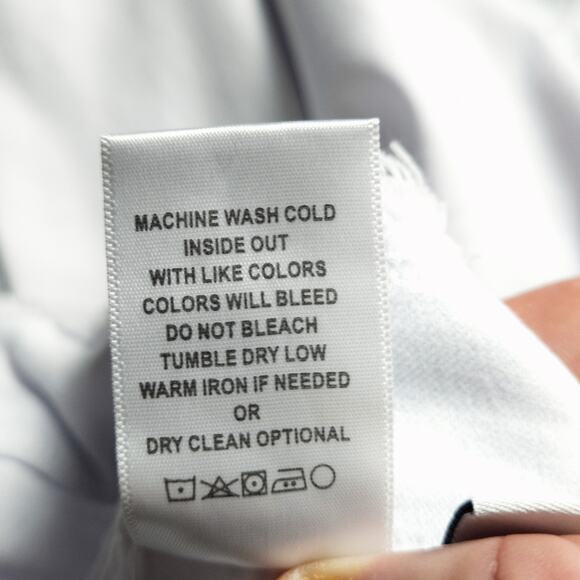 MACHINE WASH COLD
INSIDE OUT
WITH LIKE COLORS
COLORS WILL BLEED
DO NOT BLEACH
TUMBLE DRY LOW
WARM IRON IF NEEDED
OR
DRY CLEAN OPTIONAL